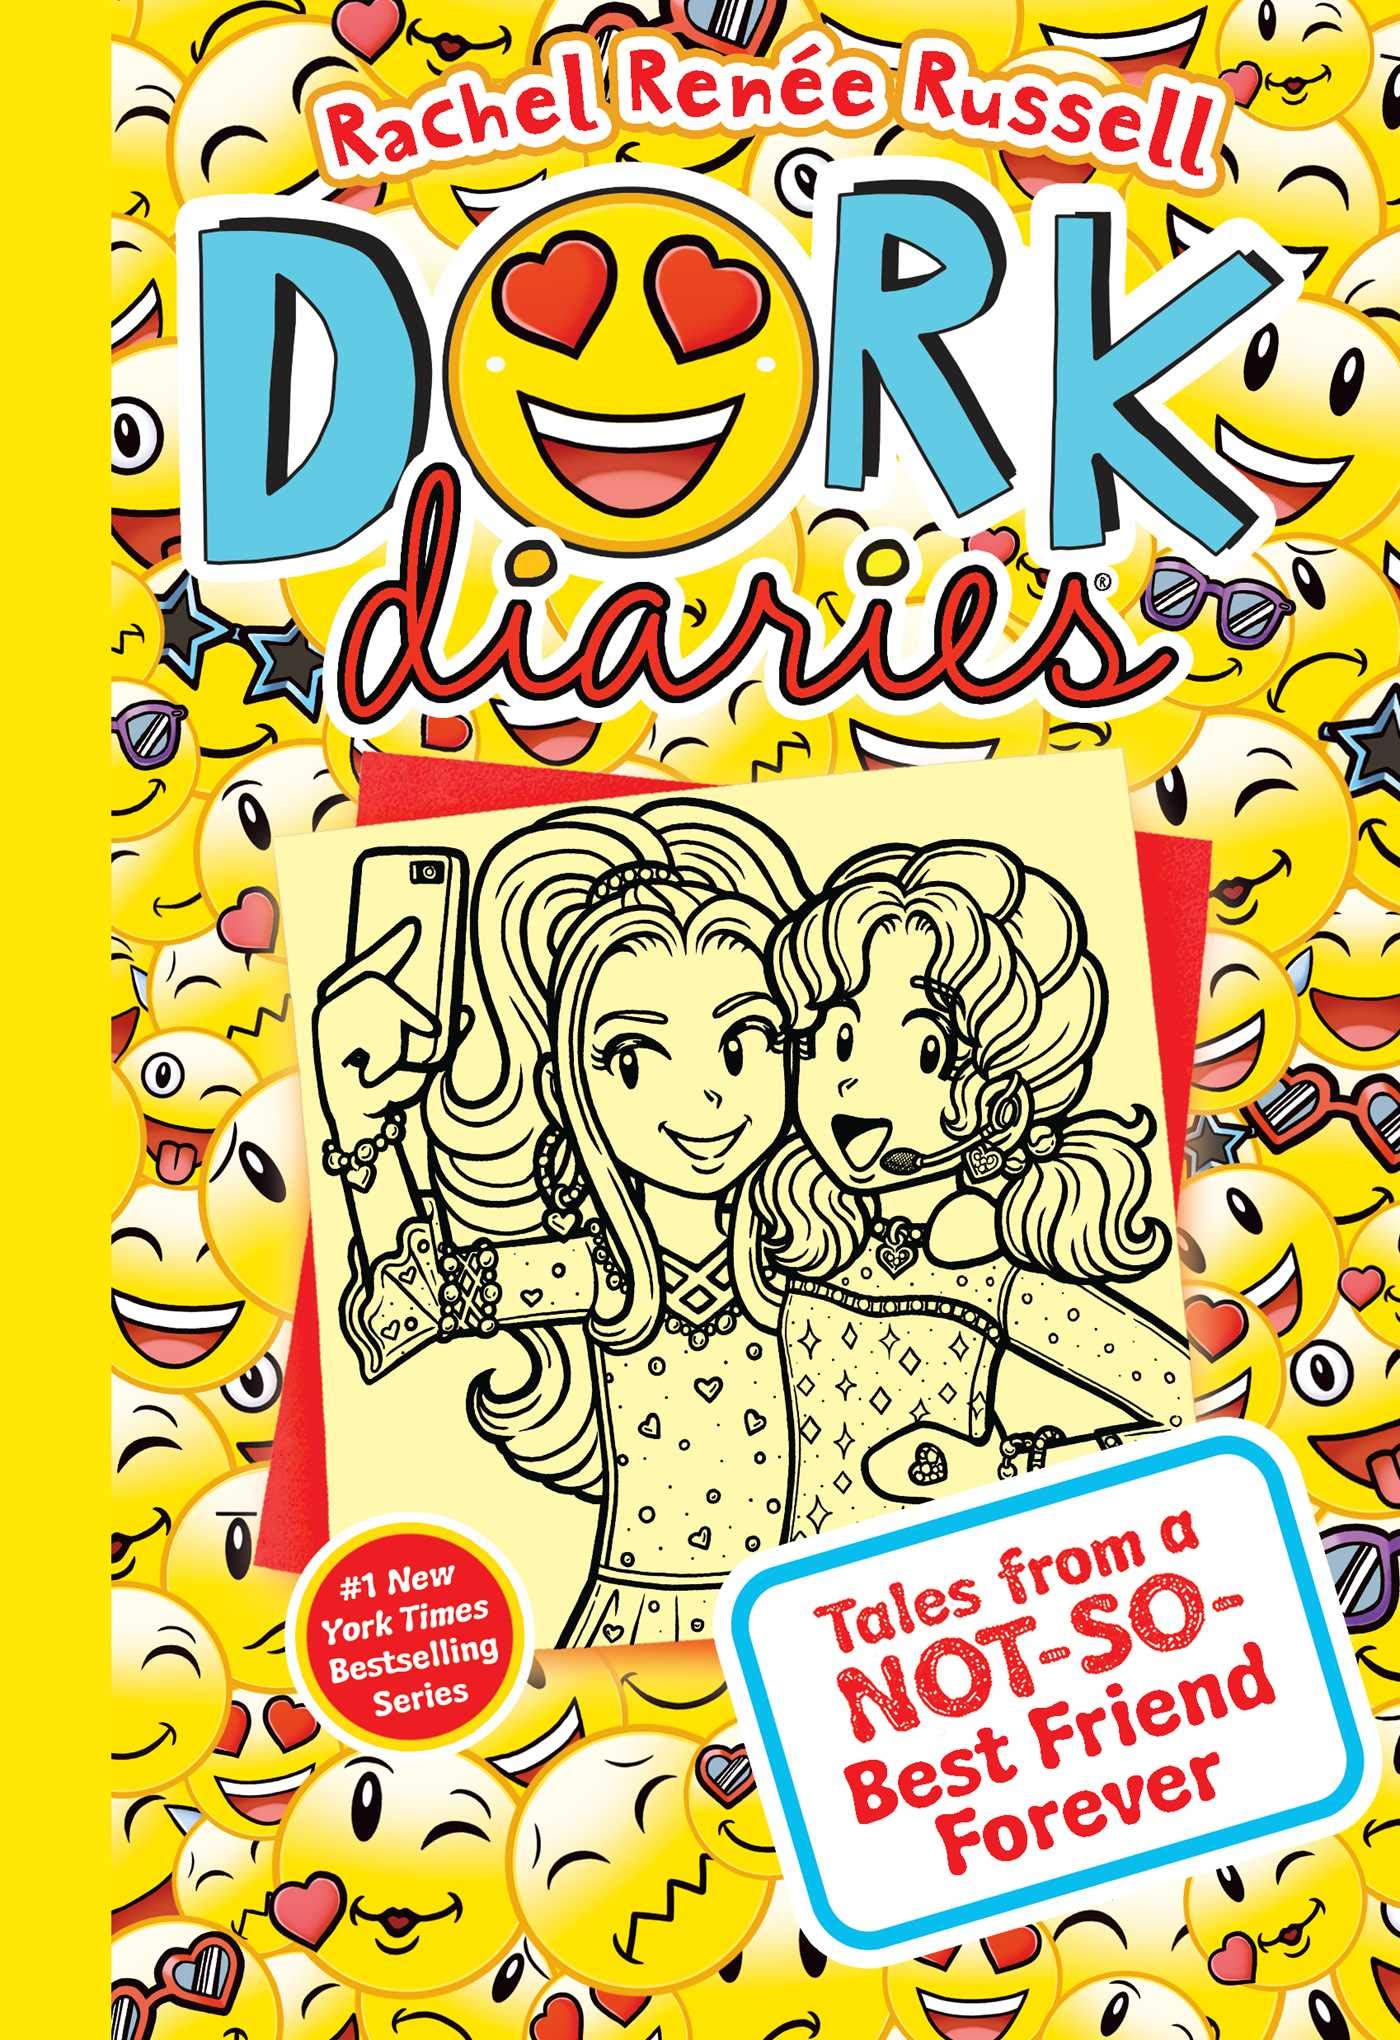 Rachel Renée Russell
DORK
diaries®
#1 New
York Times
Bestselling
Series
Tales from a
NOT-SO-
Best Friend
Forever